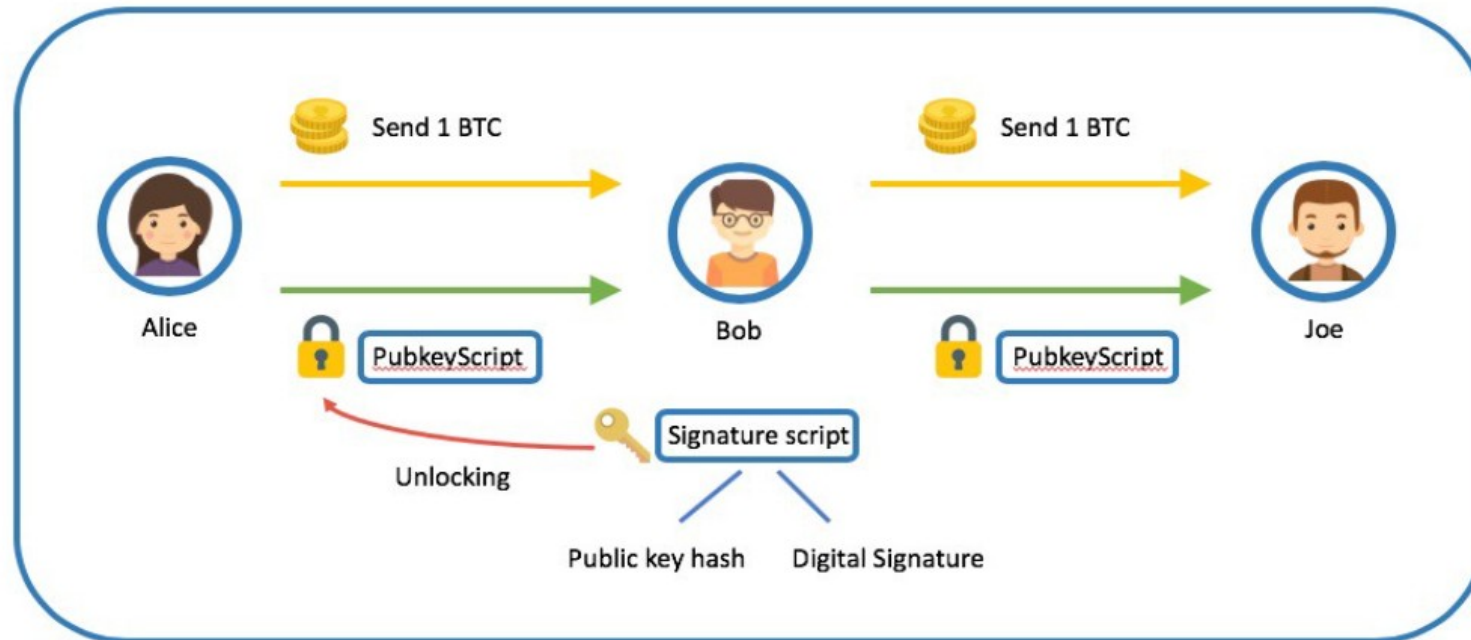 Send 1 BTC
Send 1 BTC
Alice
Bob
Joe
PubkeyScript
PubkeyScript
Signature script
Unlocking
Public key hash
Digital Signature